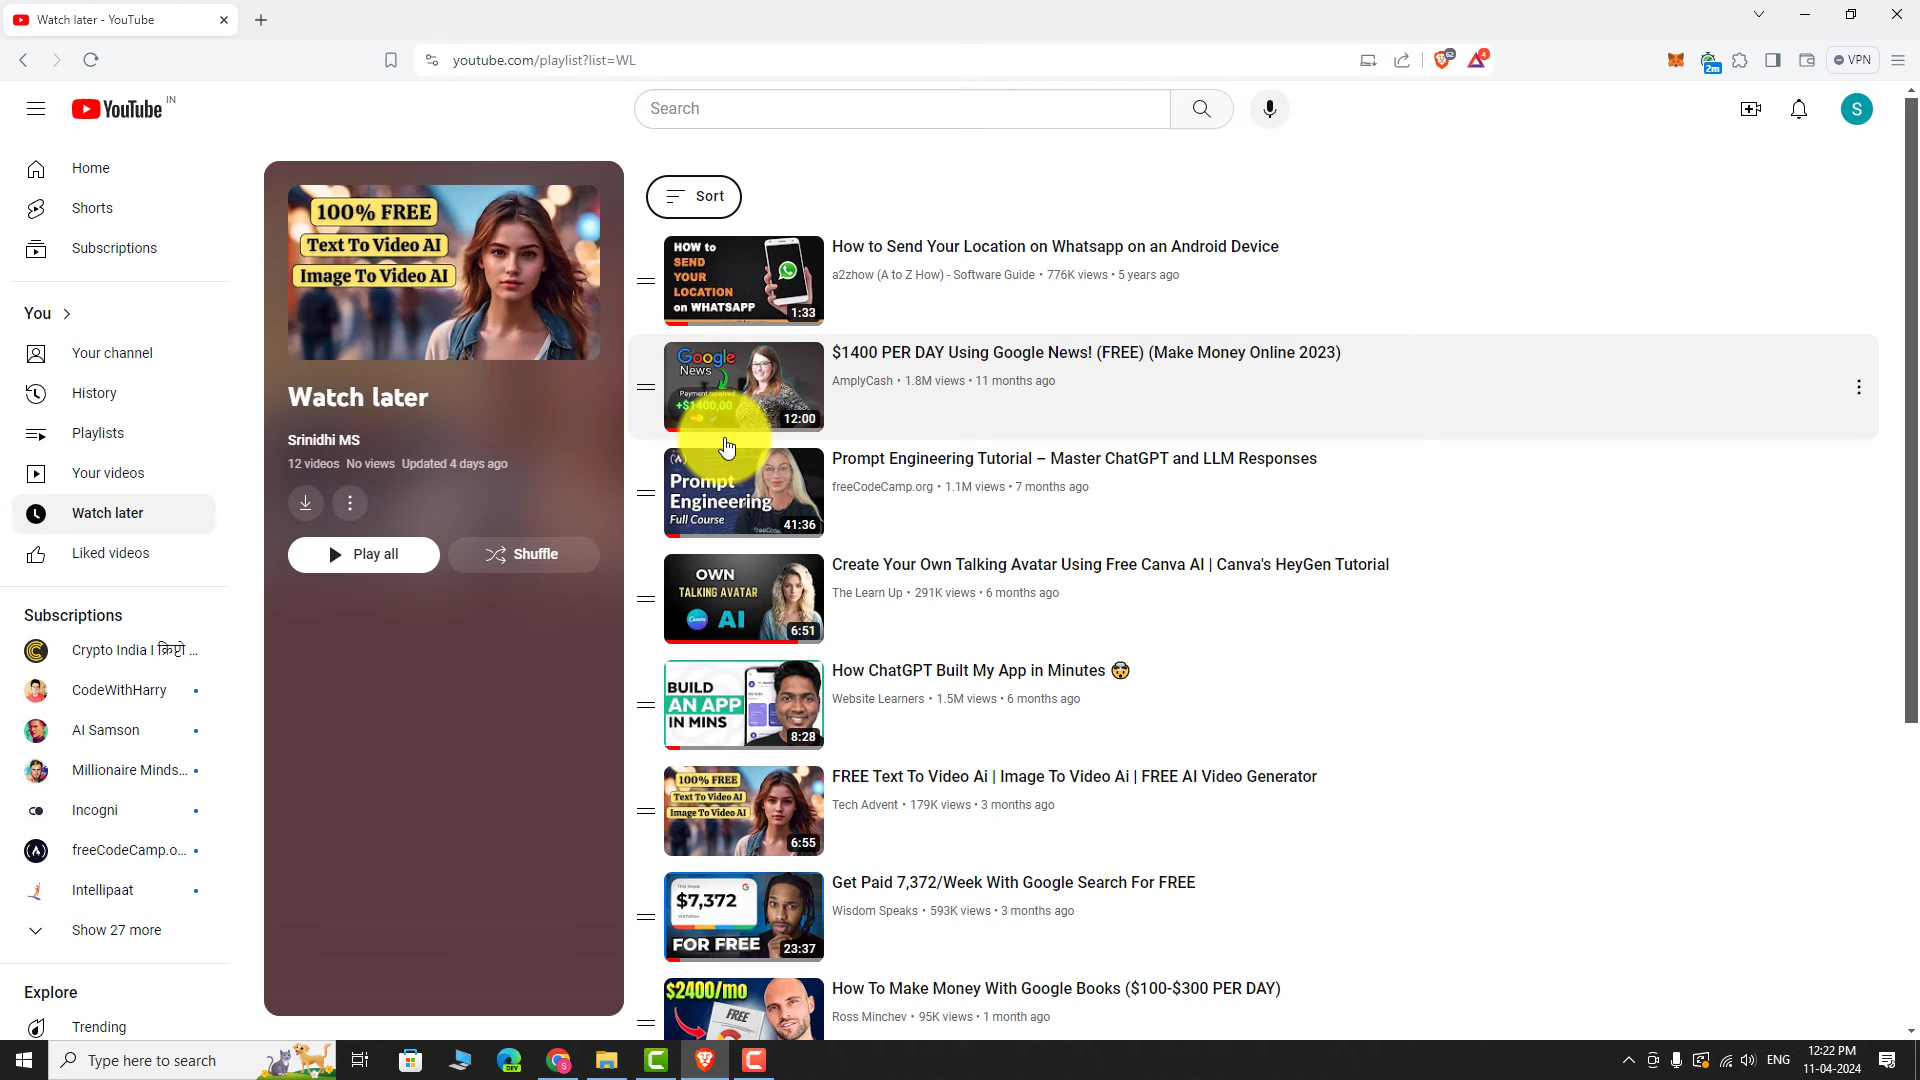 Watch later - YouTube
youtube.com/playlist?list=WL
62
4
2m
VPN
YouTube IN
Search
S
Home
Shorts
Subscriptions
You
Your channel
History
Playlists
Your videos
Watch later
Liked videos
Subscriptions
Crypto India I क्रिप्टो ...
CodeWithHarry
AI Samson
Millionaire Minds...
Incogni
freeCodeCamp.o...
Intellipaat
Show 27 more
Explore
Trending
100% FREE
Text To Video AI
Image To Video AI
Watch later
Srinidhi MS
12 videos No views Updated 4 days ago
Play all
Shuffle
Sort
HOW to
SEND
YOUR
LOCATION
on WHATSAPP
1:33
How to Send Your Location on Whatsapp on an Android Device
a2zhow (A to Z How) - Software Guide • 776K views • 5 years ago
Google
News
Payment received
+$1400,00
12:00
$1400 PER DAY Using Google News! (FREE) (Make Money Online 2023)
AmplyCash • 1.8M views • 11 months ago
Prompt
Engineering
Full Course
41:36
Prompt Engineering Tutorial – Master ChatGPT and LLM Responses
freeCodeCamp.org • 1.1M views • 7 months ago
OWN
TALKING AVATAR
AI
6:51
Create Your Own Talking Avatar Using Free Canva AI | Canva's HeyGen Tutorial
The Learn Up • 291K views • 6 months ago
BUILD
AN APP
IN MINS
8:28
How ChatGPT Built My App in Minutes 🤯
Website Learners • 1.5M views • 6 months ago
100% FREE
Text To Video AI
Image To Video AI
6:55
FREE Text To Video Ai | Image To Video Ai | FREE AI Video Generator
Tech Advent • 179K views • 3 months ago
This Week
$7,372
Withdraw
FOR FREE
23:37
Get Paid 7,372/Week With Google Search For FREE
Wisdom Speaks • 593K views • 3 months ago
$2400/mo
FREE
How To Make Money With Google Books ($100-$300 PER DAY)
Ross Minchev • 95K views • 1 month ago
Type here to search
DEV
S
ENG
12:22 PM
11-04-2024